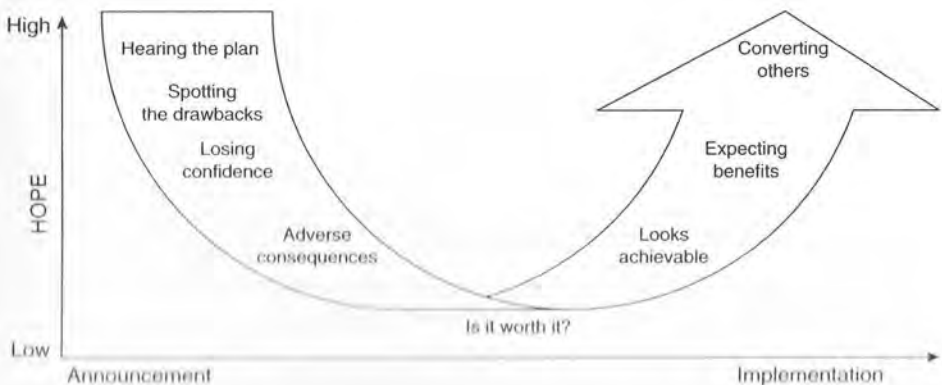 High
Hearing the plan
Spotting
the drawbacks
Losing
confidence
Adverse
consequences
Is it worth it?
Looks
achievable
Expecting
benefits
Converting
others
HOPE
Low
Announcement
Implementation